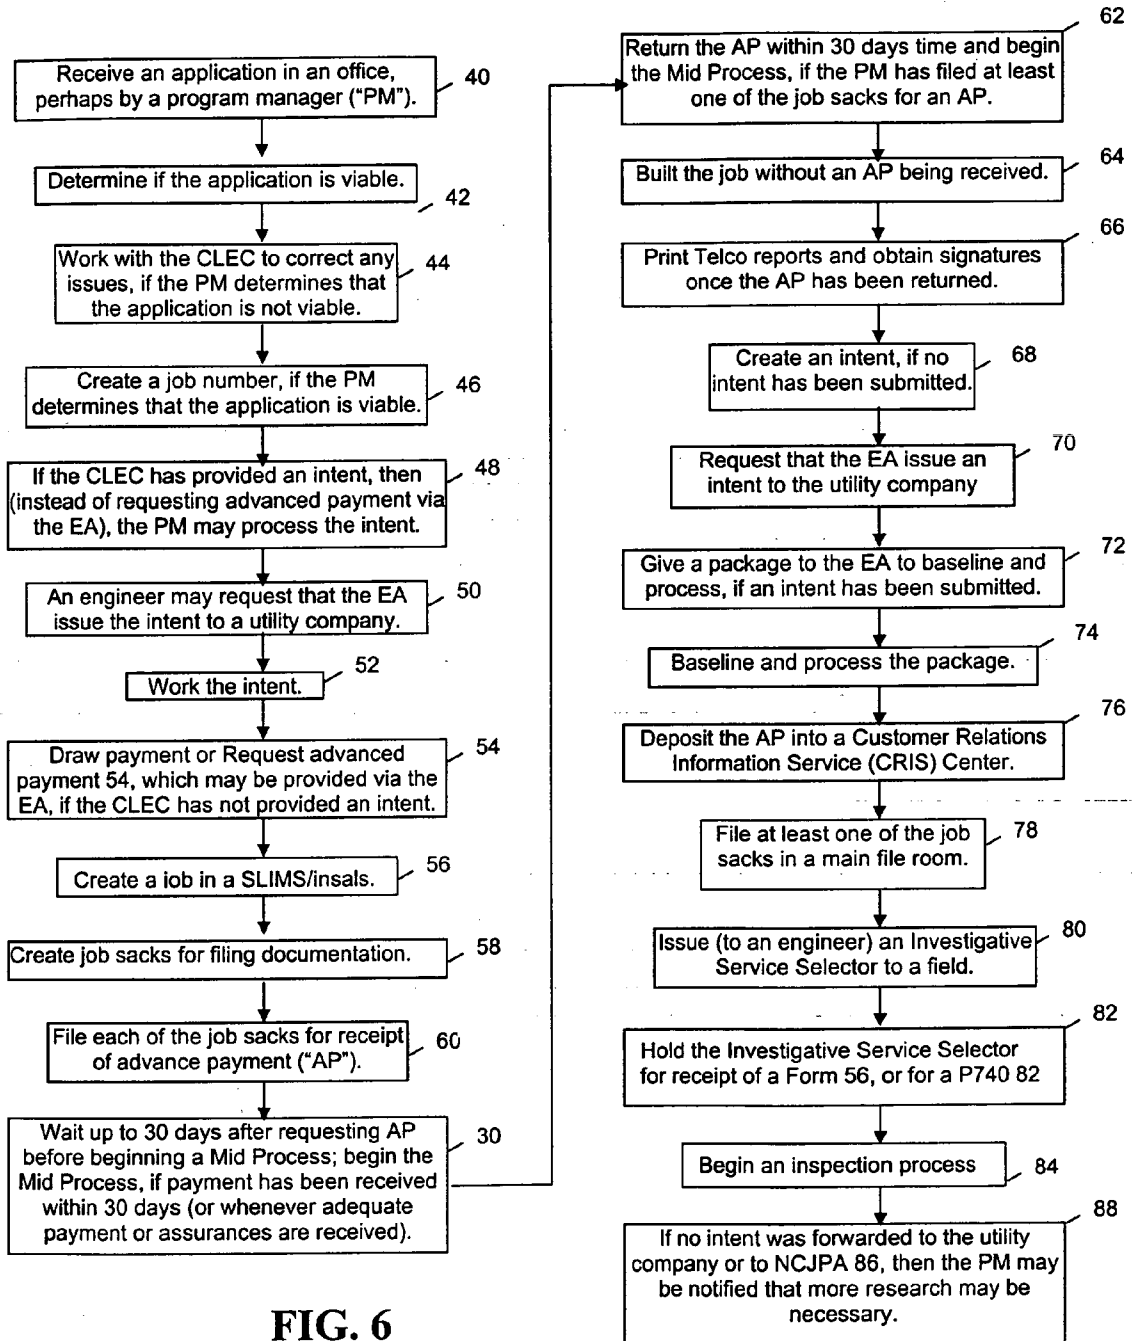 Receive an application in an office,
perhaps by a program manager ("PM").
40
Determine if the application is viable.
42
Work with the CLEC to correct any
issues, if the PM determines that
the application is not viable.
44
Create a job number, if the PM
determines that the application is viable.
46
If the CLEC has provided an intent, then
(instead of requesting advanced payment via
the EA), the PM may process the intent.
48
An engineer may request that the EA
issue the intent to a utility company.
50
Work the intent.
52
Draw payment or Request advanced
payment 54, which may be provided via the
EA, if the CLEC has not provided an intent.
54
Create a job in a SLIMS/insals.
56
Create job sacks for filing documentation.
58
File each of the job sacks for receipt
of advance payment ("AP").
60
Wait up to 30 days after requesting AP
before beginning a Mid Process; begin the
Mid Process, if payment has been received
within 30 days (or whenever adequate
payment or assurances are received).
30
Return the AP within 30 days time and begin
the Mid Process, if the PM has filed at least
one of the job sacks for an AP.
62
Built the job without an AP being received.
64
Print Telco reports and obtain signatures
once the AP has been returned.
66
Create an intent, if no
intent has been submitted.
68
Request that the EA issue an
intent to the utility company
70
Give a package to the EA to baseline and
process, if an intent has been submitted.
72
Baseline and process the package.
74
Deposit the AP into a Customer Relations
Information Service (CRIS) Center.
76
File at least one of the job
sacks in a main file room.
78
Issue (to an engineer) an Investigative
Service Selector to a field.
80
Hold the Investigative Service Selector
for receipt of a Form 56, or for a P740 82
82
Begin an inspection process
84
If no intent was forwarded to the utility
company or to NCJPA 86, then the PM may
be notified that more research may be
necessary.
88
FIG. 6